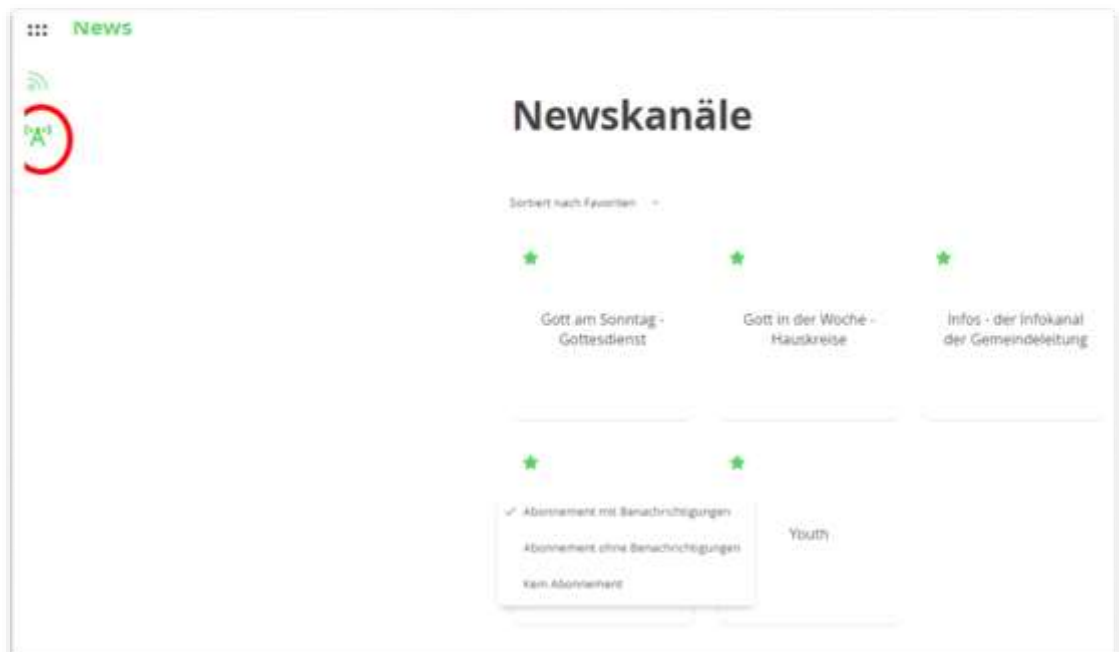 News
Newskanäle
Sortiert nach Favoriten
Gott am Sonntag -
Gottesdienst
Gott in der Woche -
Hauskreise
Infos - der Infokanal
der Gemeindeleitung
Abonnement mit Benachrichtigungen
Abonnement ohne Benachrichtigungen
Kein Abonnement
Youth